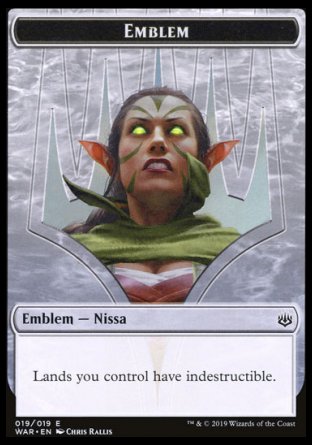 EMBLEM
Emblem — Nissa
Lands you control have indestructible.
019/019 E
WAR • EN CHRIS RALLIS
™ & © 2019 Wizards of the Coast